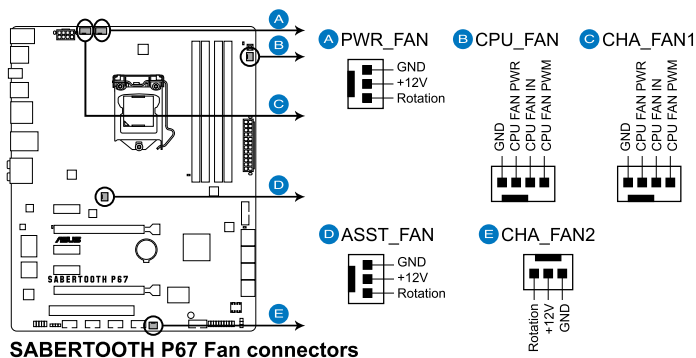 A
B
C
D
E
ASUS
SABERTOOTH P67
SABERTOOTH P67 Fan connectors
A PWR_FAN
GND
+12V
Rotation
B CPU_FAN
GND
CPU FAN PWR
CPU FAN IN
CPU FAN PWM
C CHA_FAN1
GND
CPU FAN PWR
CPU FAN IN
CPU FAN PWM
D ASST_FAN
GND
+12V
Rotation
E CHA_FAN2
Rotation
+12V
GND